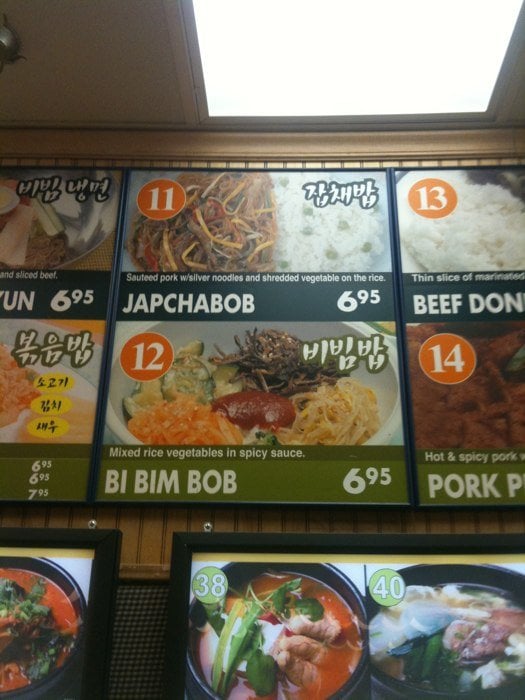 비빔 냉면
and sliced beef.
YUN 6.95
볶음밥
소고기
김치
새우
6.95
6.95
7.95
11
잡채밥
Sauteed pork w/silver noodles and shredded vegetable on the rice.
JAPCHABOB 6.95
12
비빔밥
Mixed rice vegetables in spicy sauce.
BI BIM BOB 6.95
13
Thin slice of marinated
BEEF DON
14
Hot & spicy pork w
PORK P
38
40